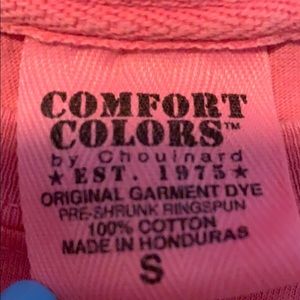 COMFORT
COLORS™
by Chouinard
★ EST. 1975 ★
ORIGINAL GARMENT DYE
PRE-SHRUNK RINGSPUN
100% COTTON
MADE IN HONDURAS
S